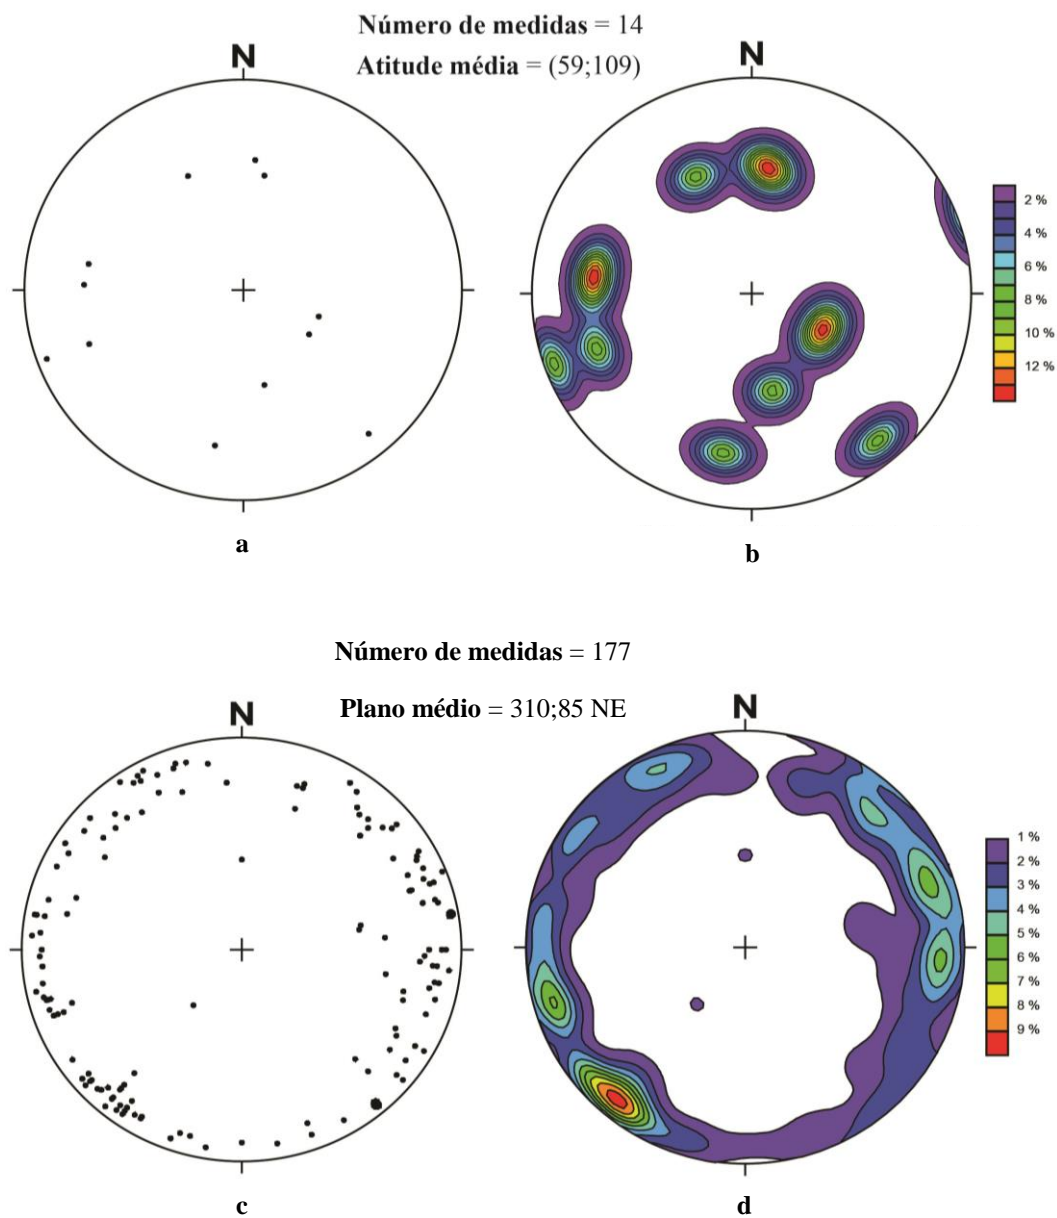 Número de medidas = 14
Atitude média = (59;109)
N
N
2 %
4 %
6 %
8 %
10 %
12 %
a
b
Número de medidas = 177
Plano médio = 310;85 NE
N
N
1 %
2 %
3 %
4 %
5 %
6 %
7 %
8 %
9 %
c
d